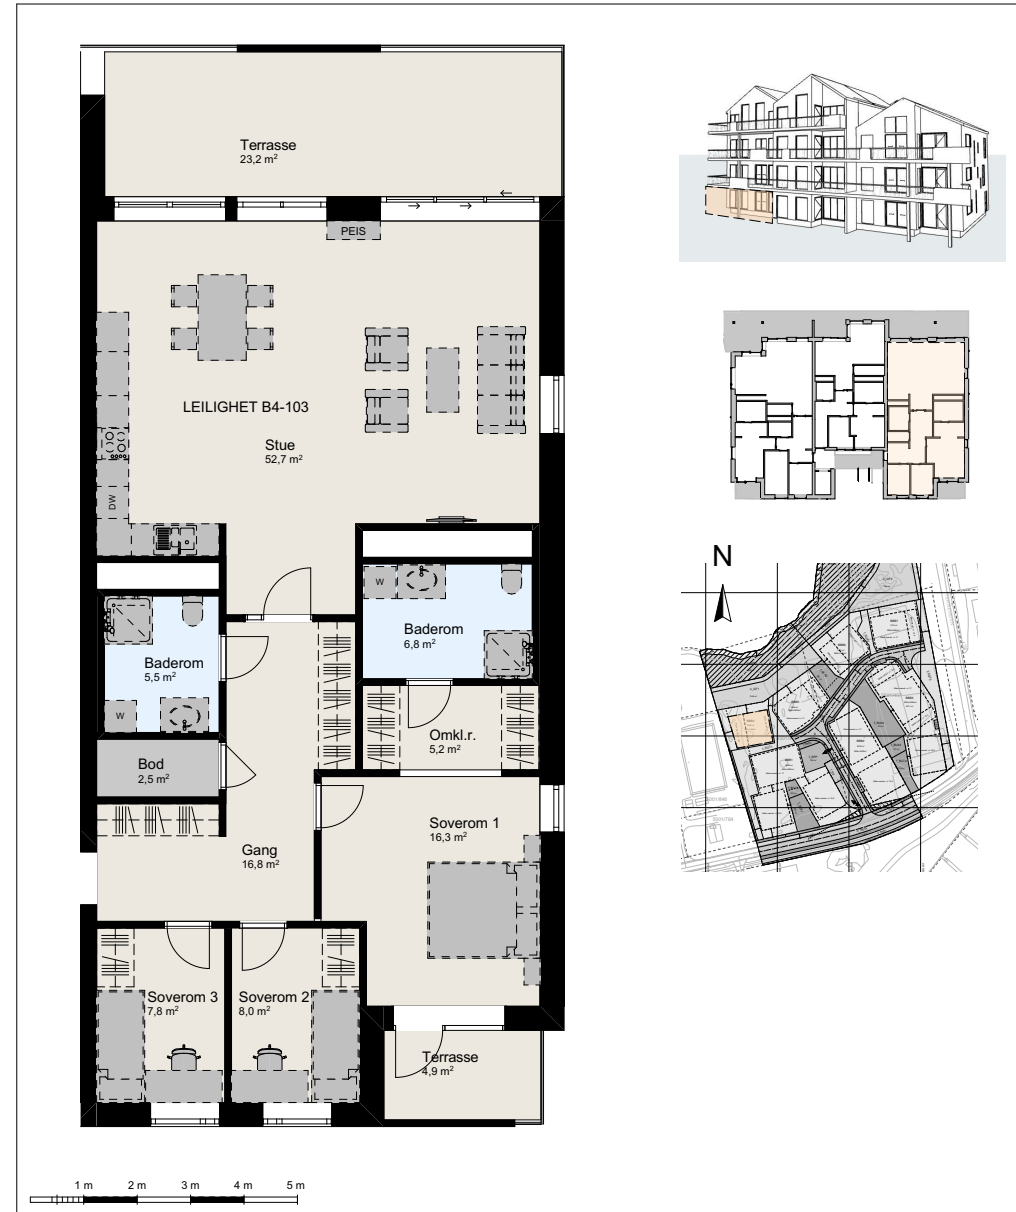 Terrasse
23,2 m²
PEIS
LEILIGHET B4-103
Stue
52,7 m²
DW
W
Baderom
6,8 m²
Baderom
5,5 m²
W
Omkl.r.
5,2 m²
Bod
2,5 m²
Soverom 1
16,3 m²
Gang
16,8 m²
Soverom 3
7,8 m²
Soverom 2
8,0 m²
Terrasse
4,9 m²
N
1 m 2 m 3 m 4 m 5 m